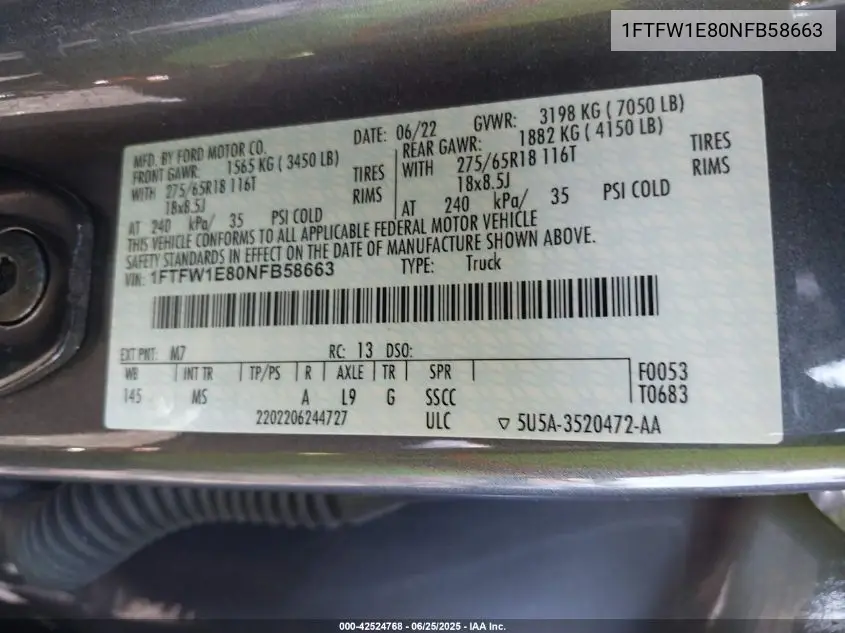 1FTFW1E80NFB58663
MFD. BY FORD MOTOR CO.
DATE: 06/22 GVWR: 3198 KG ( 7050 LB)
FRONT GAWR: 1565 KG ( 3450 LB)
WITH 275/65R18 116T TIRES
18x8.5J RIMS
AT 240 kPa/ 35 PSI COLD
REAR GAWR: 1882 KG ( 4150 LB)
WITH 275/65R18 116T TIRES
18x8.5J RIMS
AT 240 kPa/ 35 PSI COLD
THIS VEHICLE CONFORMS TO ALL APPLICABLE FEDERAL MOTOR VEHICLE
SAFETY STANDARDS IN EFFECT ON THE DATE OF MANUFACTURE SHOWN ABOVE.
VIN: 1FTFW1E80NFB58663 TYPE: Truck
EXT PNT: M7 RC: 13 DSO:
WB INT TR TP/PS R AXLE TR SPR F0053
145 MS A L9 G SSCC T0683
2202206244727 ULC ▽ 5U5A-3520472-AA
000-42524768 - 06/25/2025 - IAA Inc.